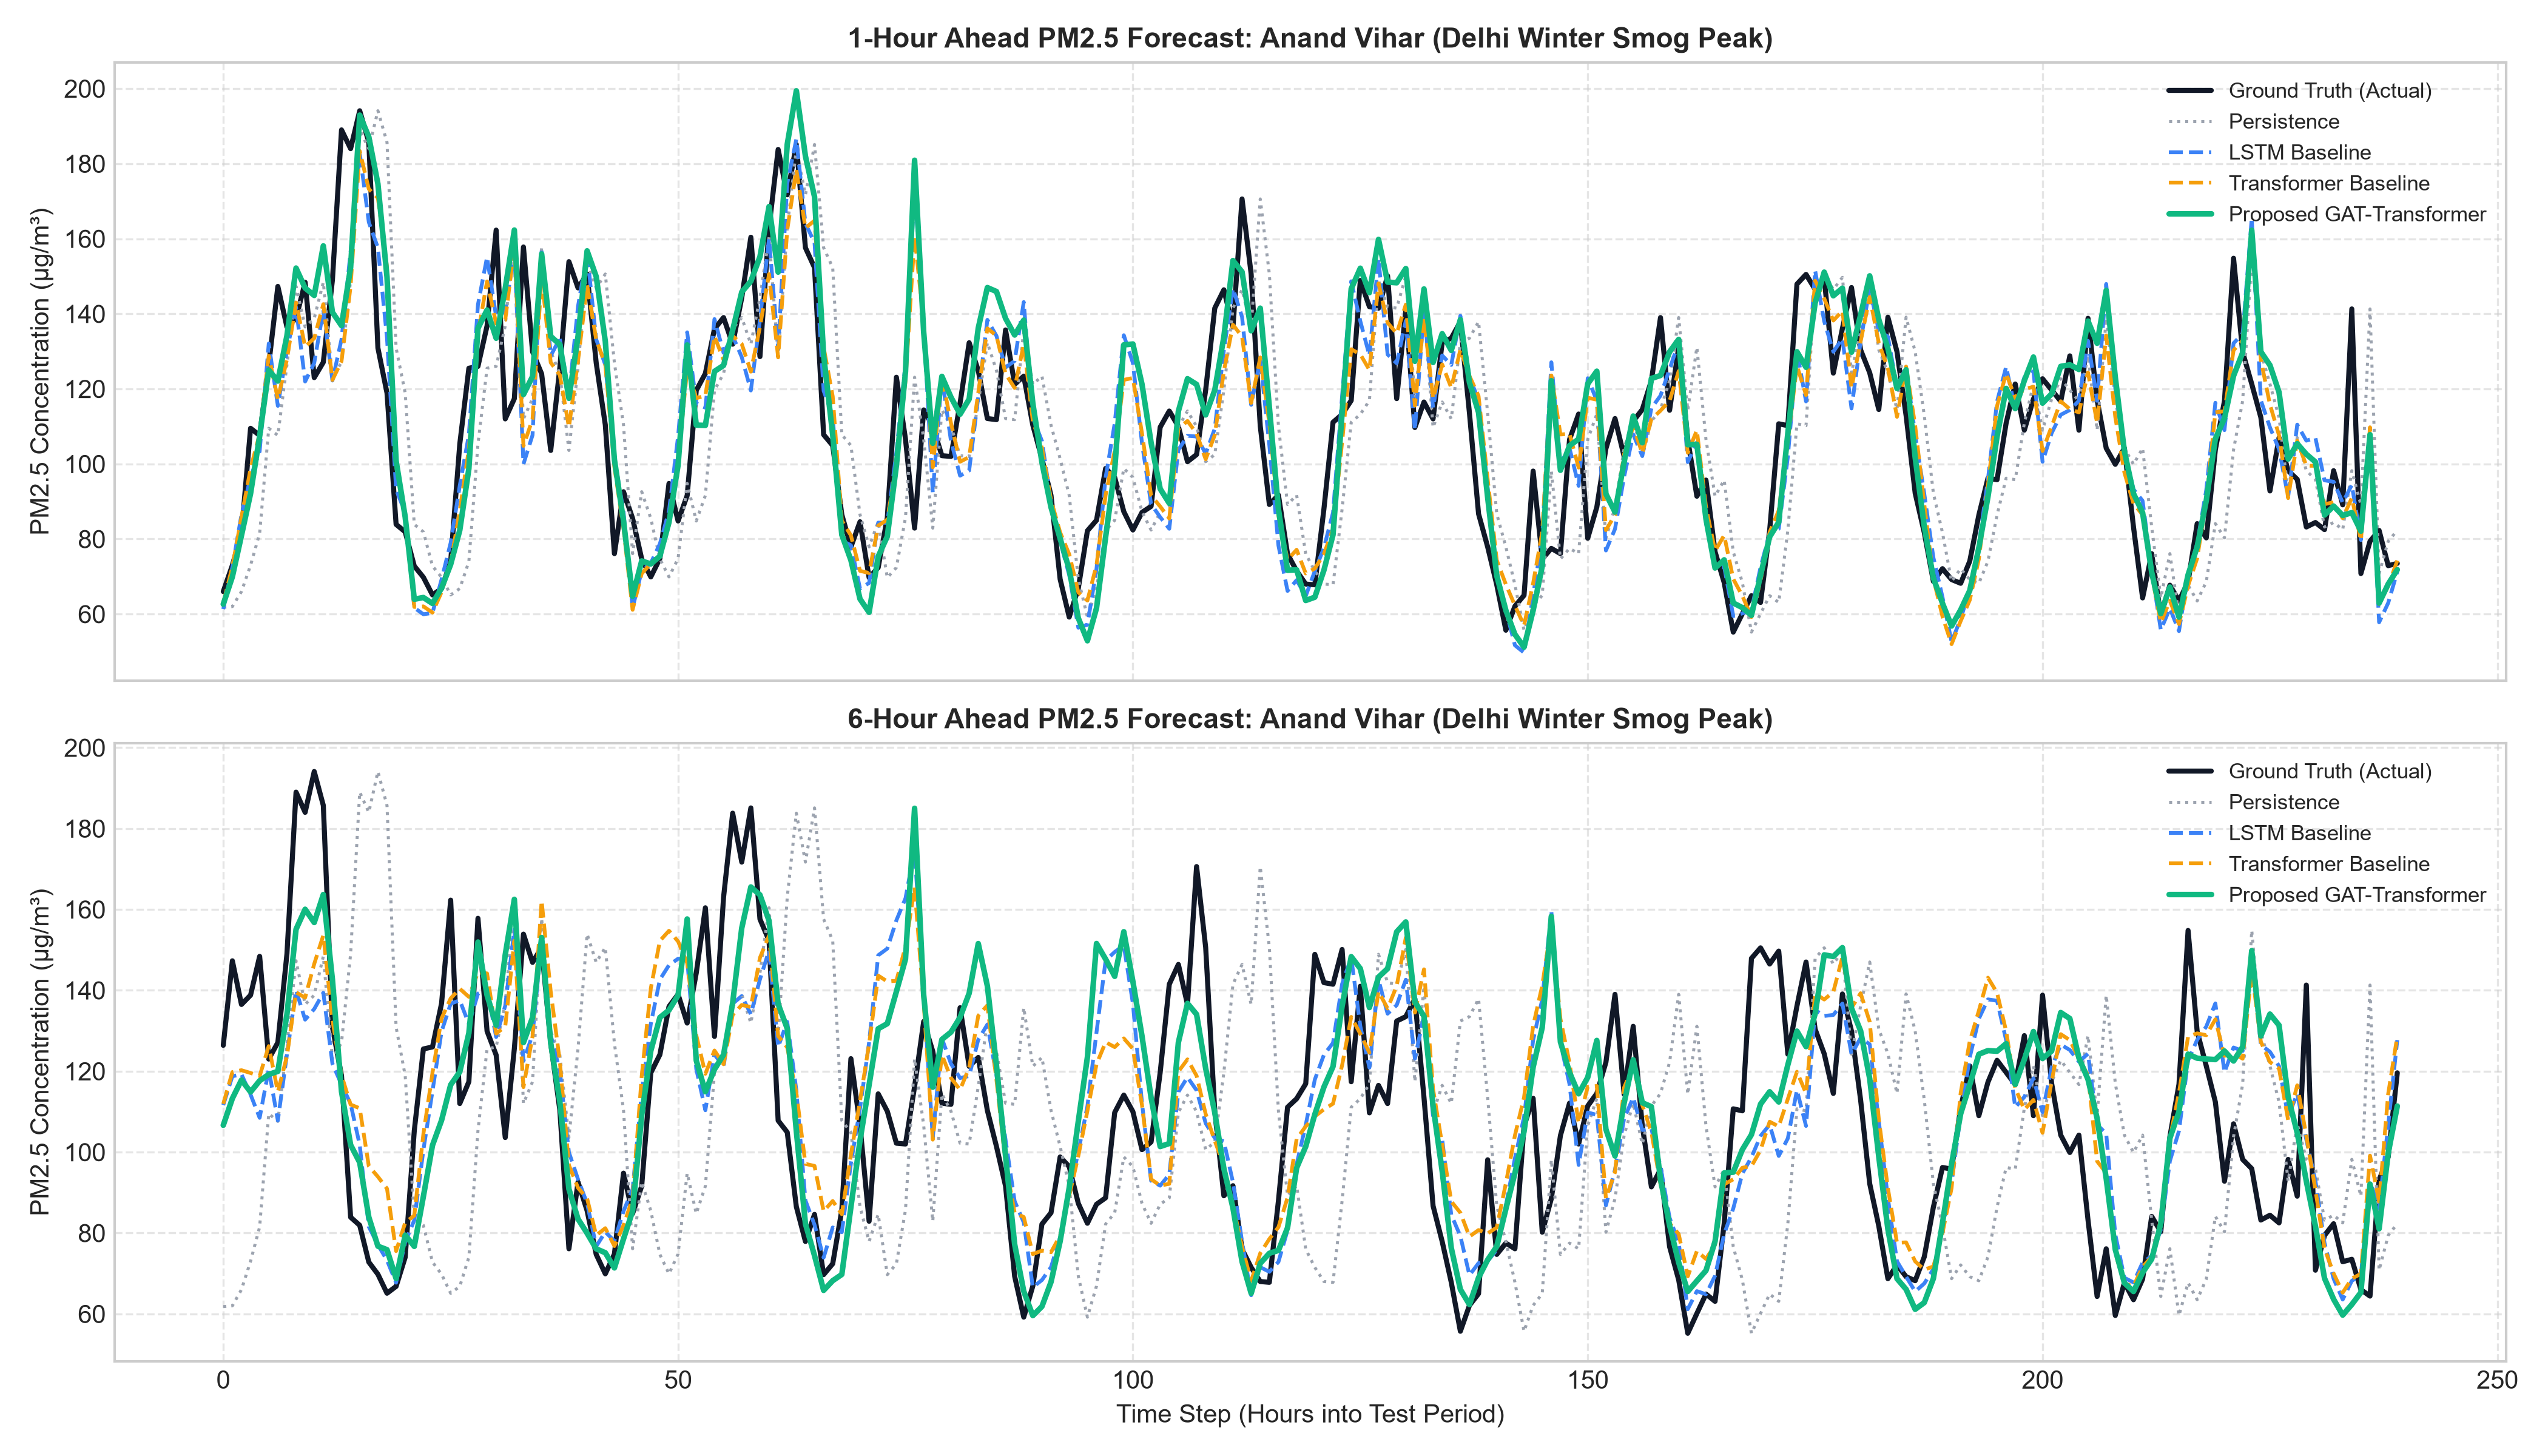 1-Hour Ahead PM2.5 Forecast: Anand Vihar (Delhi Winter Smog Peak)
PM2.5 Concentration (µg/m³)
200
180
160
140
120
100
80
60
Ground Truth (Actual)
Persistence
LSTM Baseline
Transformer Baseline
Proposed GAT-Transformer
6-Hour Ahead PM2.5 Forecast: Anand Vihar (Delhi Winter Smog Peak)
PM2.5 Concentration (µg/m³)
200
180
160
140
120
100
80
60
Ground Truth (Actual)
Persistence
LSTM Baseline
Transformer Baseline
Proposed GAT-Transformer
0 50 100 150 200 250
Time Step (Hours into Test Period)